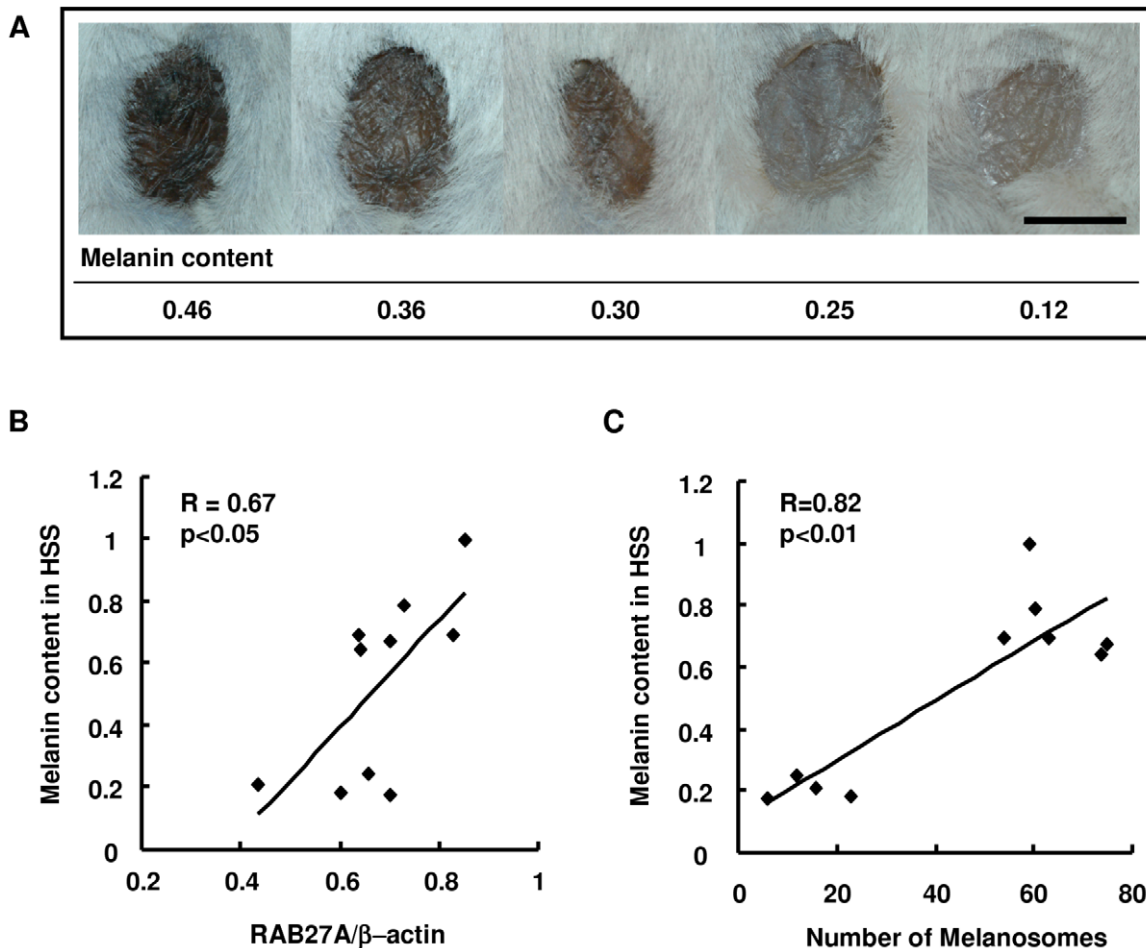 A
Melanin content
0.46 0.36 0.30 0.25 0.12
B
R = 0.67
p<0.05
Melanin content in HSS
1.2
1
0.8
0.6
0.4
0.2
0
0.2 0.4 0.6 0.8 1
RAB27A/β–actin
C
R=0.82
p<0.01
Melanin content in HSS
1.2
1
0.8
0.6
0.4
0.2
0
0 20 40 60 80
Number of Melanosomes